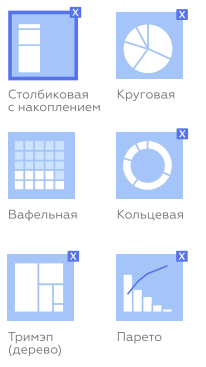 X
X
Столбиковая
с накоплением
Круговая
X
Вафельная
Кольцевая
X
X
Тримэп
(дерево)
Парето